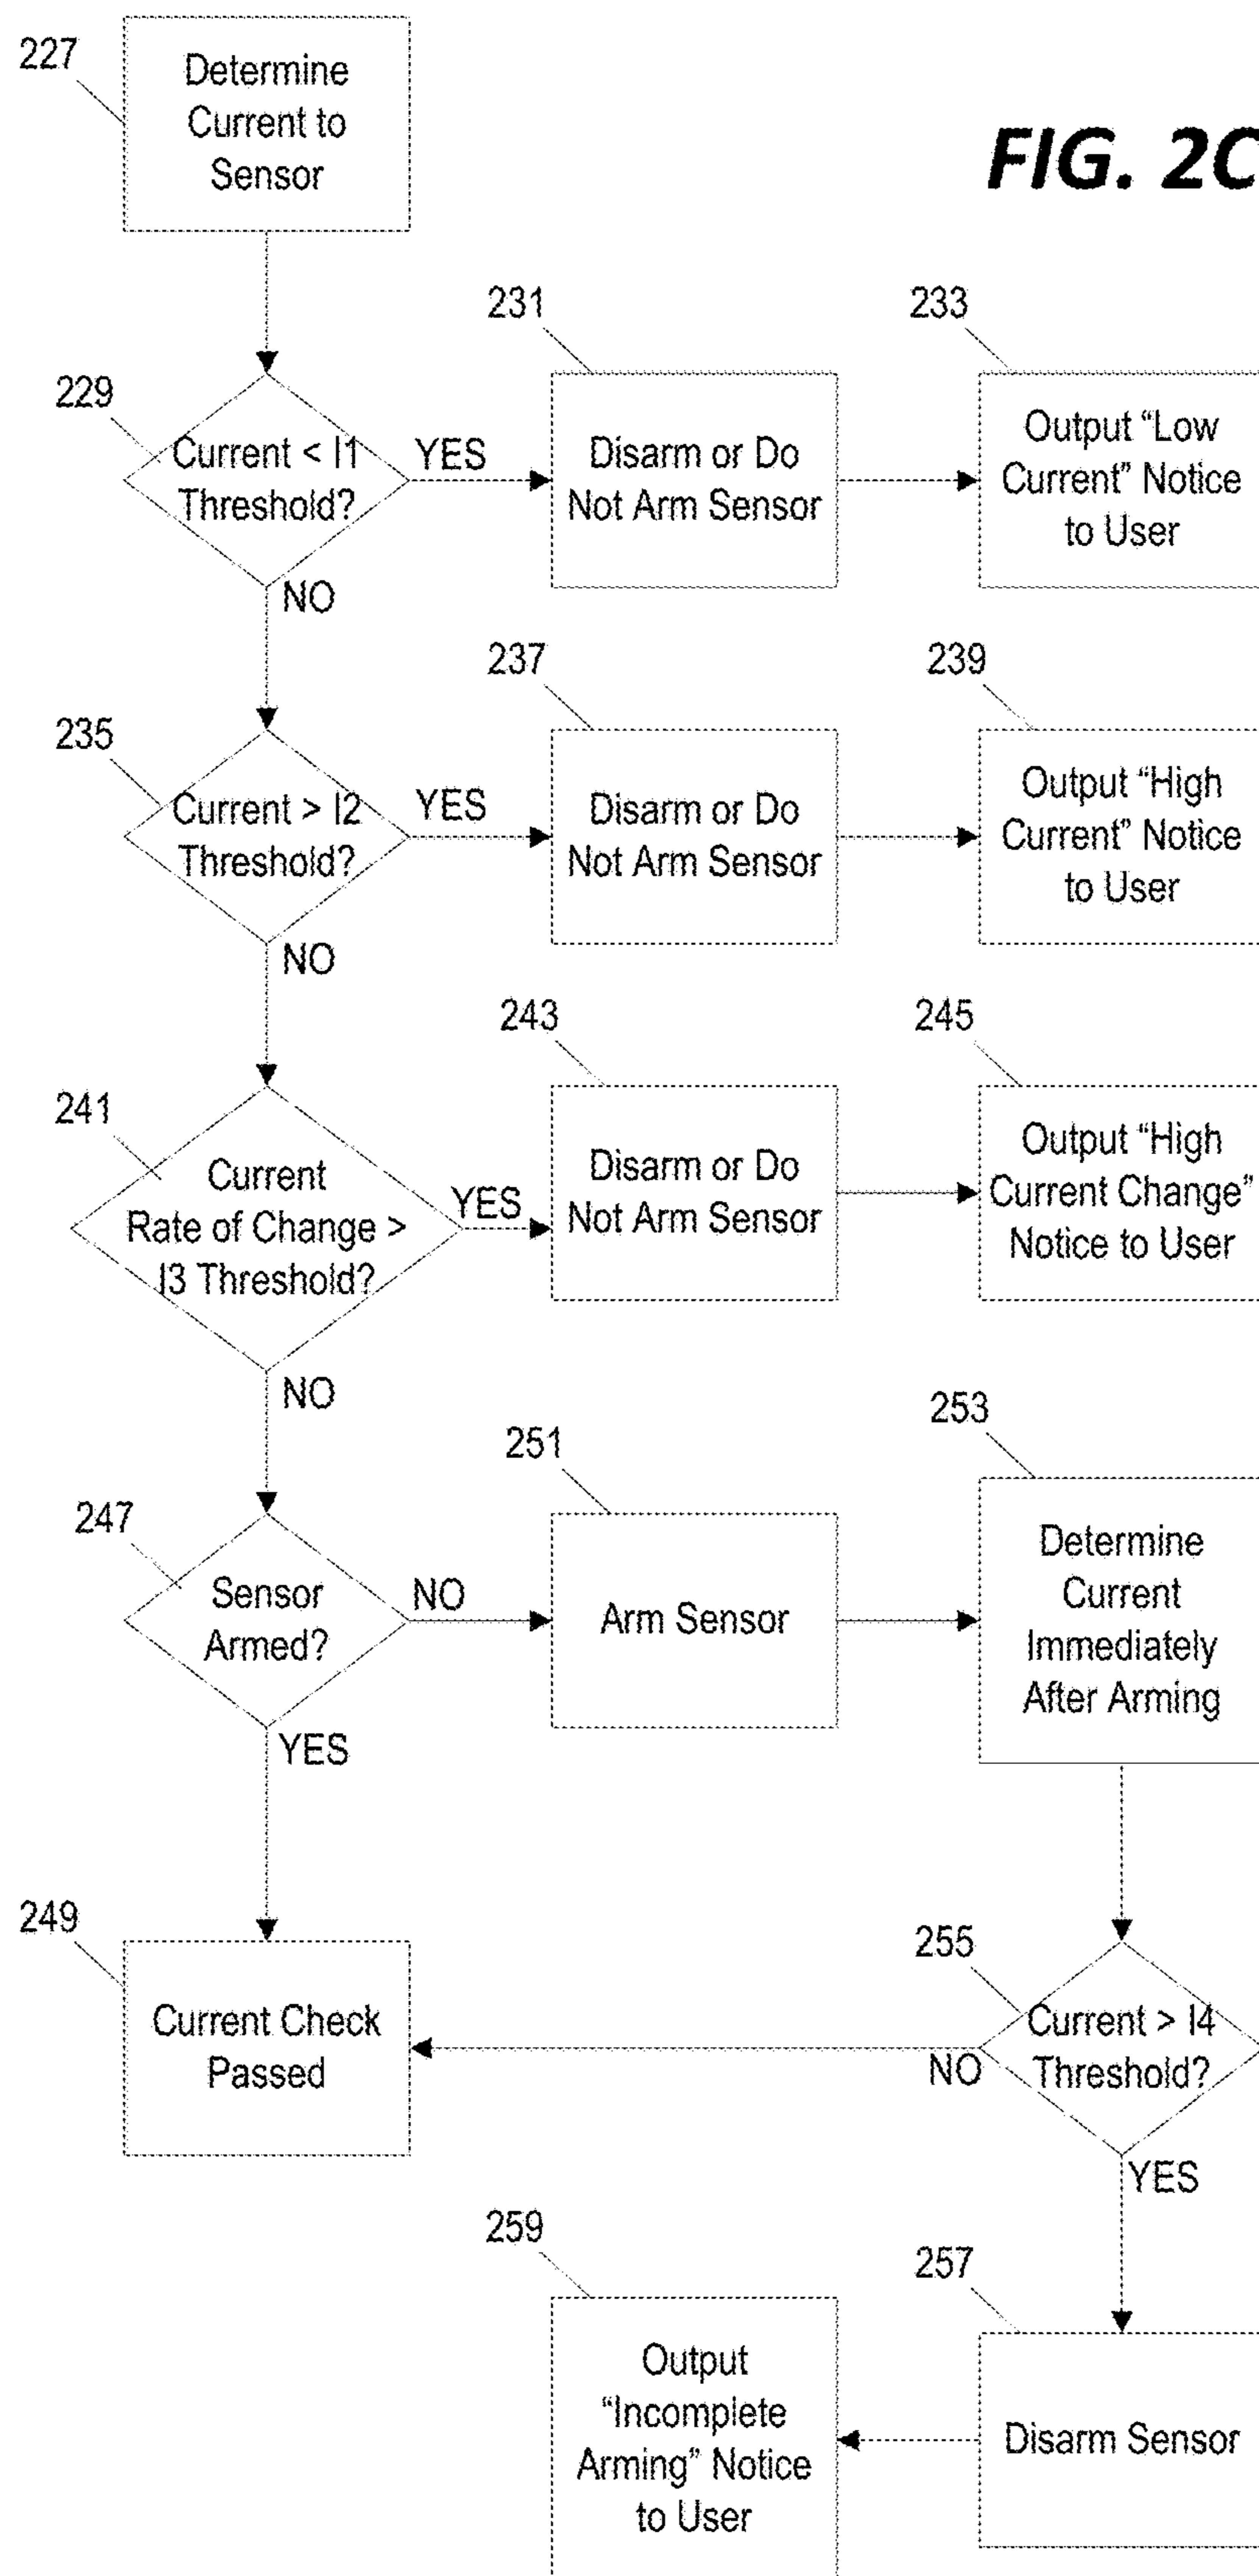 227
Determine
Current to
Sensor
FIG. 2C
229
Current < I1
Threshold?
YES
NO
231
Disarm or Do
Not Arm Sensor
233
Output “Low
Current” Notice
to User
235
Current > I2
Threshold?
YES
NO
237
Disarm or Do
Not Arm Sensor
239
Output “High
Current” Notice
to User
241
Current
Rate of Change >
I3 Threshold?
YES
NO
243
Disarm or Do
Not Arm Sensor
245
Output “High
Current Change”
Notice to User
247
Sensor
Armed?
NO
YES
251
Arm Sensor
253
Determine
Current
Immediately
After Arming
249
Current Check
Passed
255
Current > I4
Threshold?
NO
YES
259
Output
“Incomplete
Arming” Notice
to User
257
Disarm Sensor